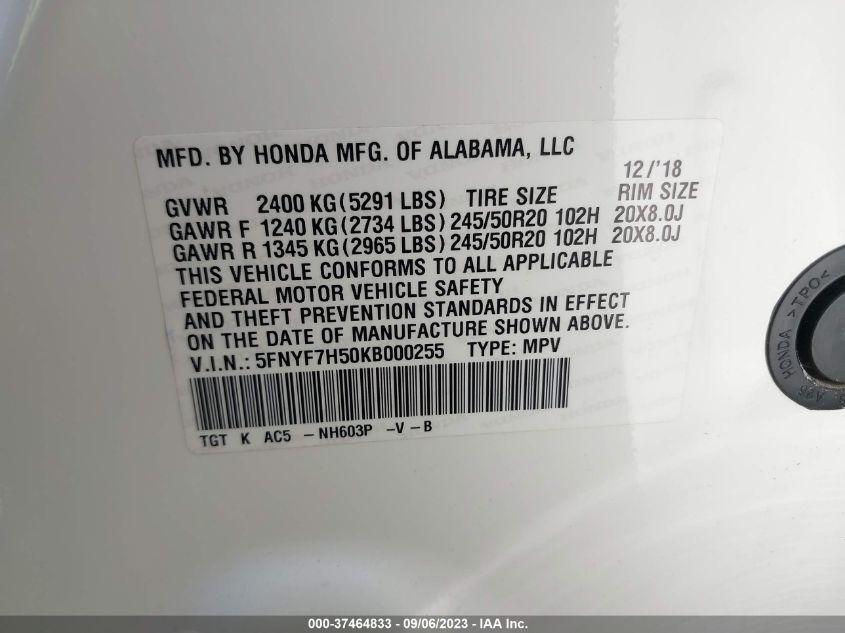 MFD. BY HONDA MFG. OF ALABAMA, LLC
12/'18
GVWR 2400 KG(5291 LBS) TIRE SIZE RIM SIZE
GAWR F 1240 KG(2734 LBS) 245/50R20 102H 20X8.0J
GAWR R 1345 KG(2965 LBS) 245/50R20 102H 20X8.0J
THIS VEHICLE CONFORMS TO ALL APPLICABLE
FEDERAL MOTOR VEHICLE SAFETY
AND THEFT PREVENTION STANDARDS IN EFFECT
ON THE DATE OF MANUFACTURE SHOWN ABOVE.
V.I.N.: 5FNYF7H50KB000255 TYPE: MPV
TGT K AC5 -NH603P -V-B
HONDA >TPO<
000-37464833 - 09/06/2023 - IAA Inc.